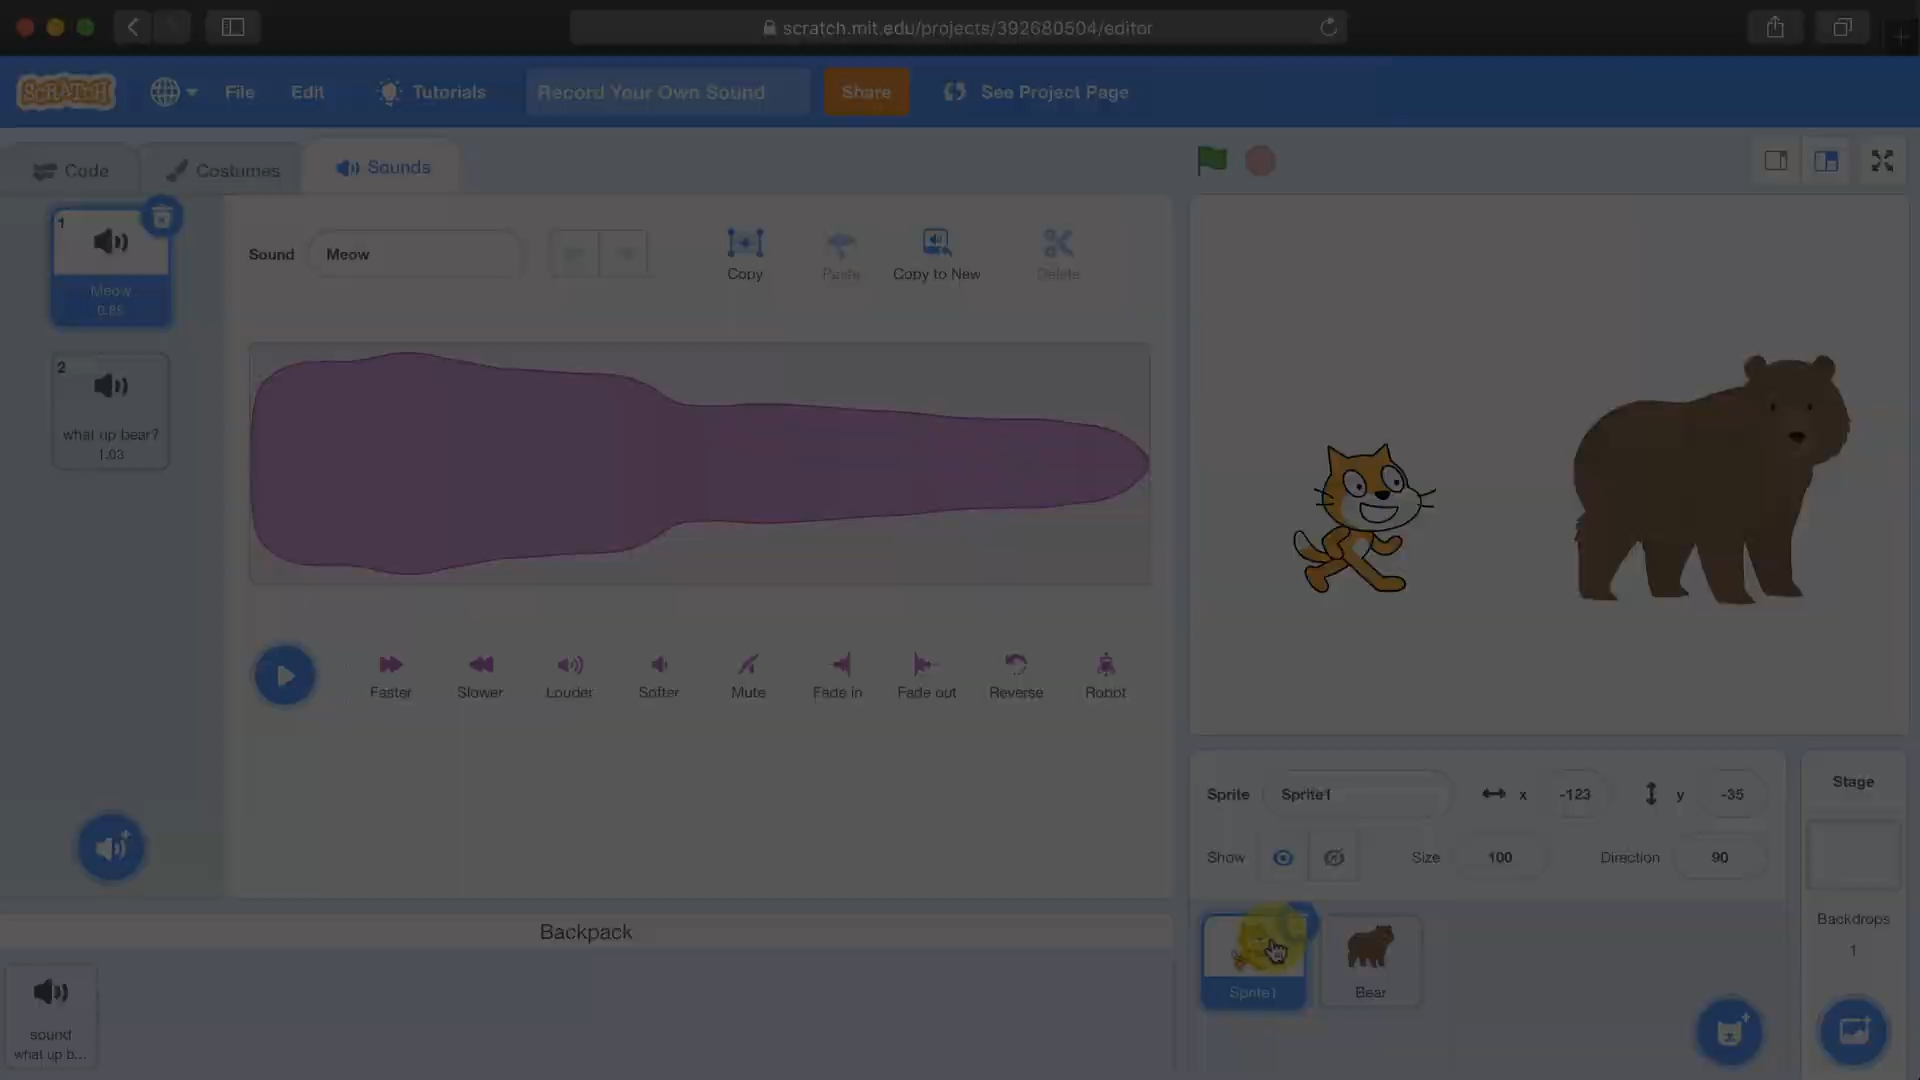 scratch.mit.edu/projects/392680504/editor
SCRATCH File Edit Tutorials Record Your Own Sound Share See Project Page
Code Costumes Sounds
1
Meow
0.85
2
what up bear?
1.03
Sound Meow
Copy Paste Copy to New Delete
Faster Slower Louder Softer Mute Fade in Fade out Reverse Robot
Sprite Sprite1 x -123 y -35
Show Size 100 Direction 90
Stage
Backdrops
1
Sprite1
Bear
Backpack
sound
what up b...